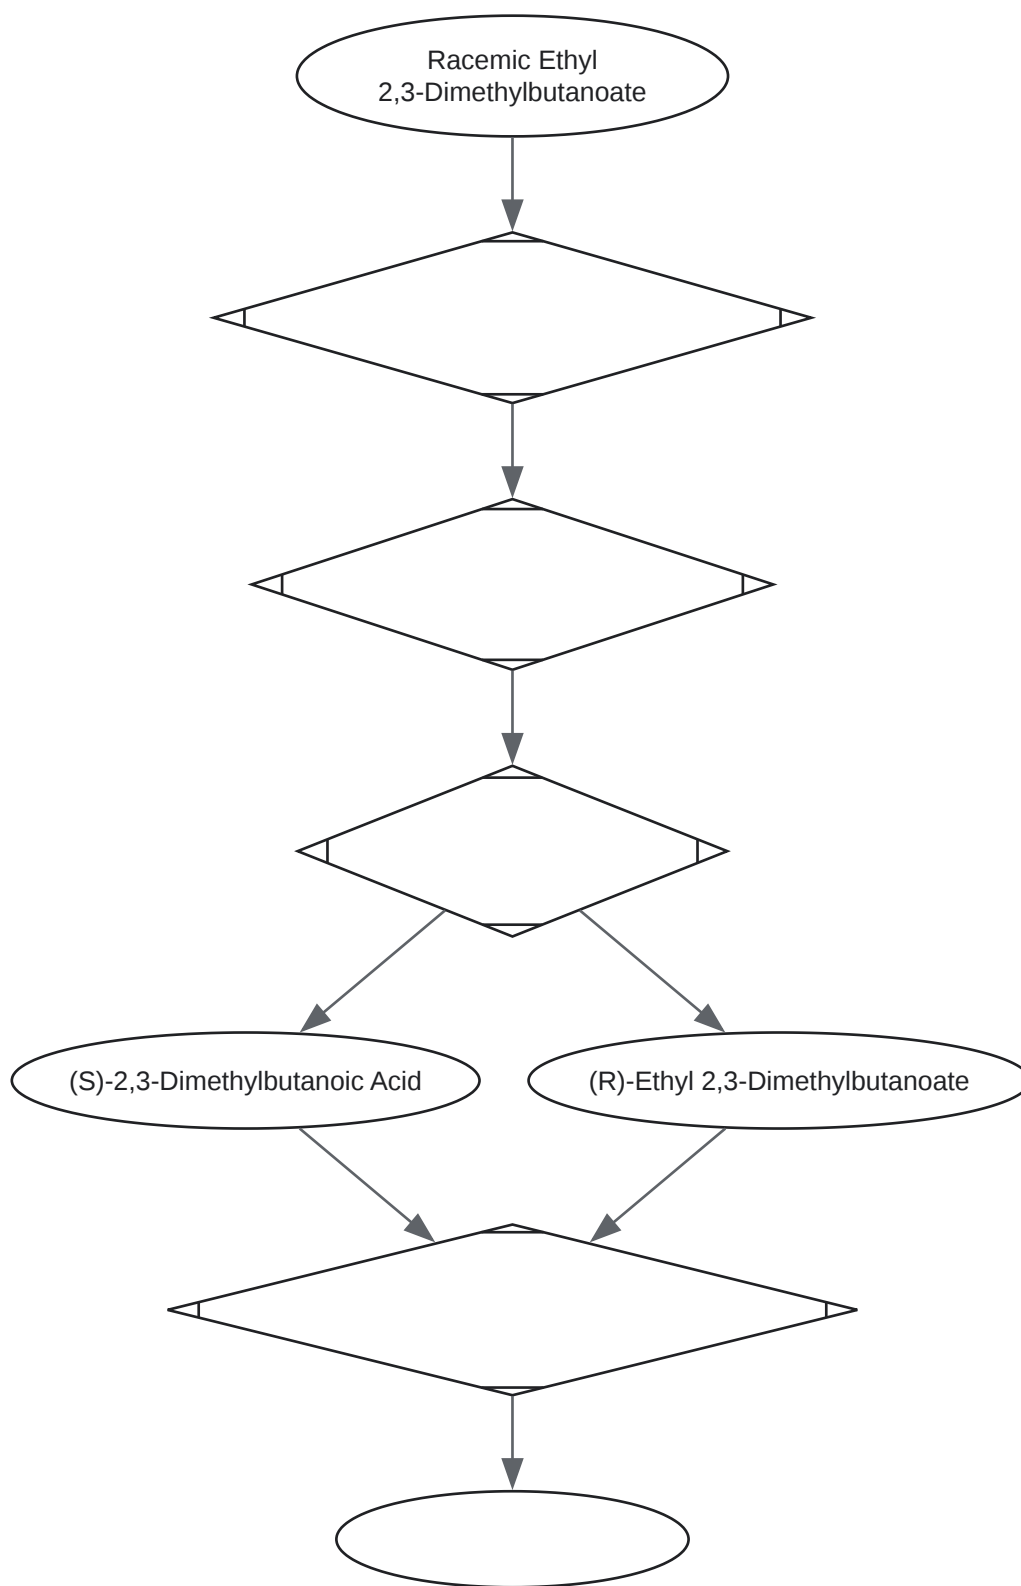 Racemic Ethyl
2,3-Dimethylbutanoate
(S)-2,3-Dimethylbutanoic Acid
(R)-Ethyl 2,3-Dimethylbutanoate